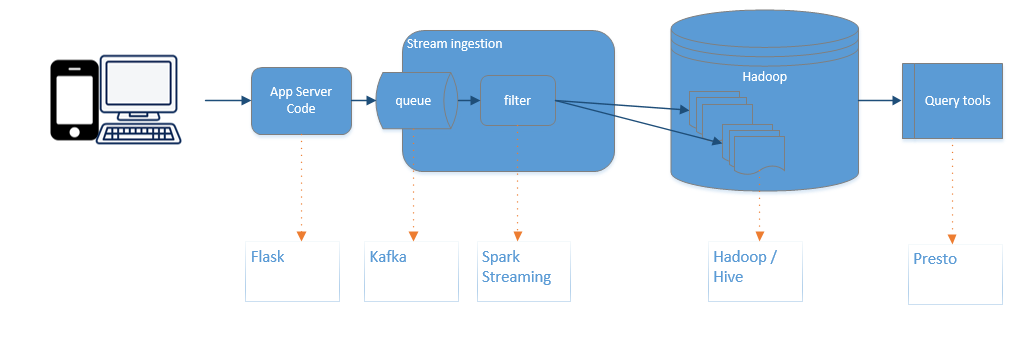 Stream ingestion
Hadoop
App Server
Code
queue
filter
Query tools
Flask
Kafka
Spark
Streaming
Hadoop /
Hive
Presto